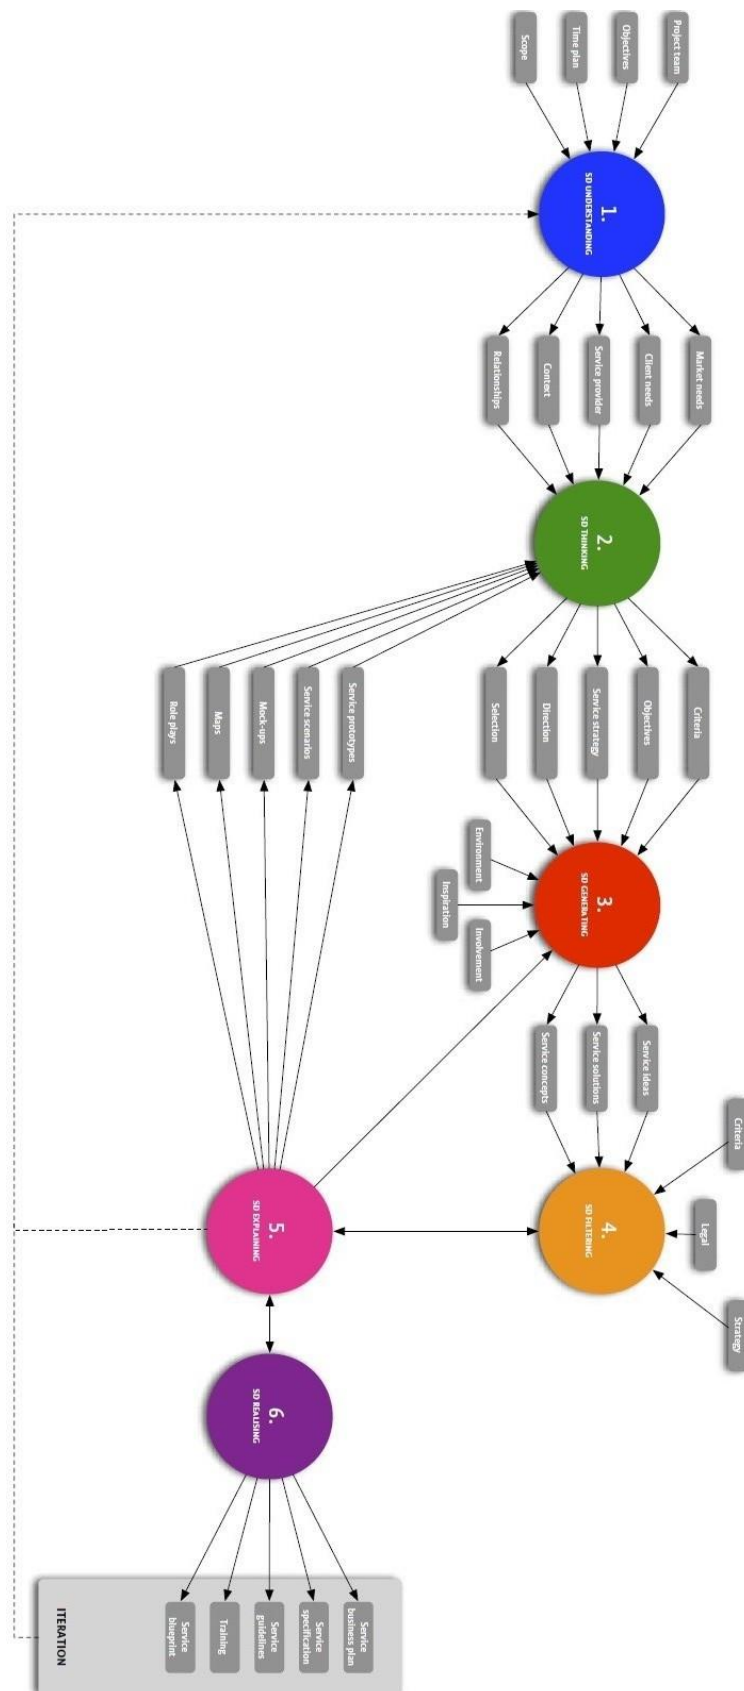 Project team
Objectives
Time plan
Scope
1.
SD UNDERSTANDING
Market needs
Client needs
Service provider
Context
Relationships
2.
SD THINKING
Criteria
Objectives
Service strategy
Direction
Selection
Service prototypes
Service scenarios
Mock-ups
Maps
Role plays
3.
SD GENERATING
Environment
Inspiration
Involvement
Service ideas
Service solutions
Service concepts
Criteria
Legal
Strategy
4.
SD FILTERING
5.
SD EXPLAINING
6.
SD REALISING
Service
business plan
Service
specification
Service
guidelines
Training
Service
blueprint
ITERATION